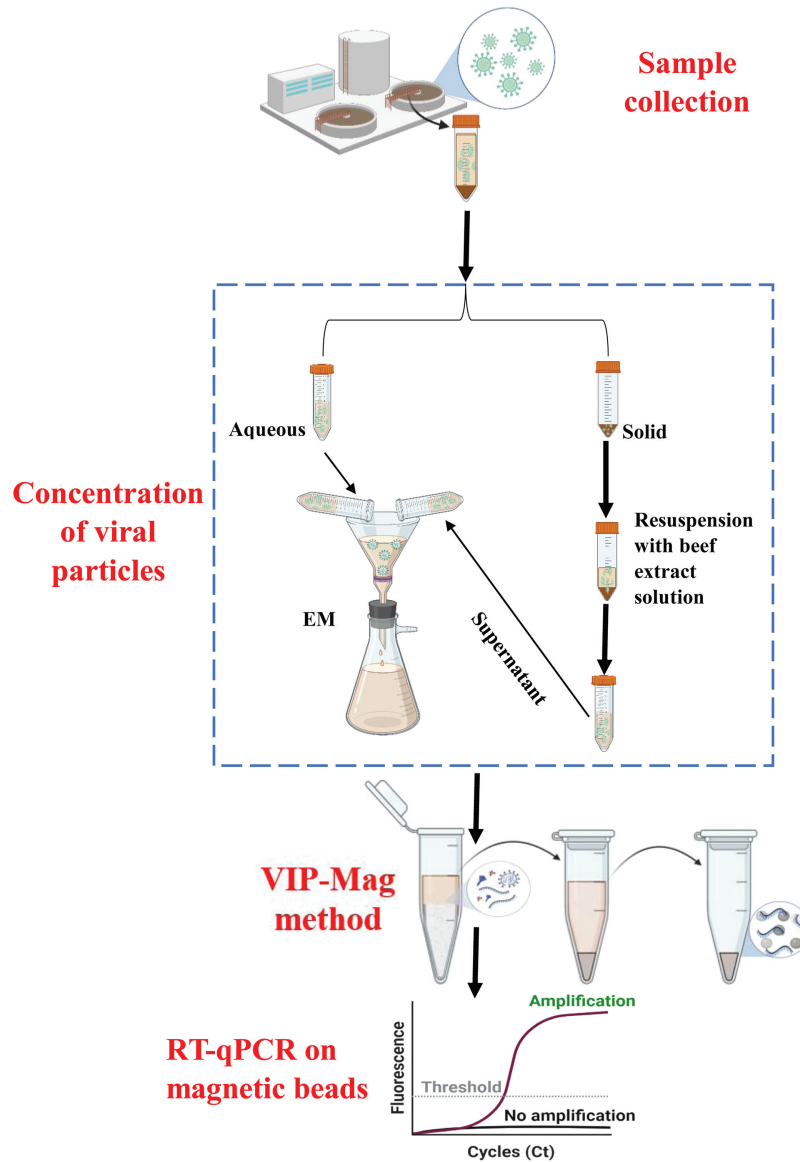 Sample
collection
Aqueous
Solid
Concentration
of viral
particles
Resuspension
with beef
extract
solution
EM
Supernatant
VIP-Mag
method
RT-qPCR on
magnetic beads
Amplification
Fluorescence
Threshold
No amplification
Cycles (Ct)